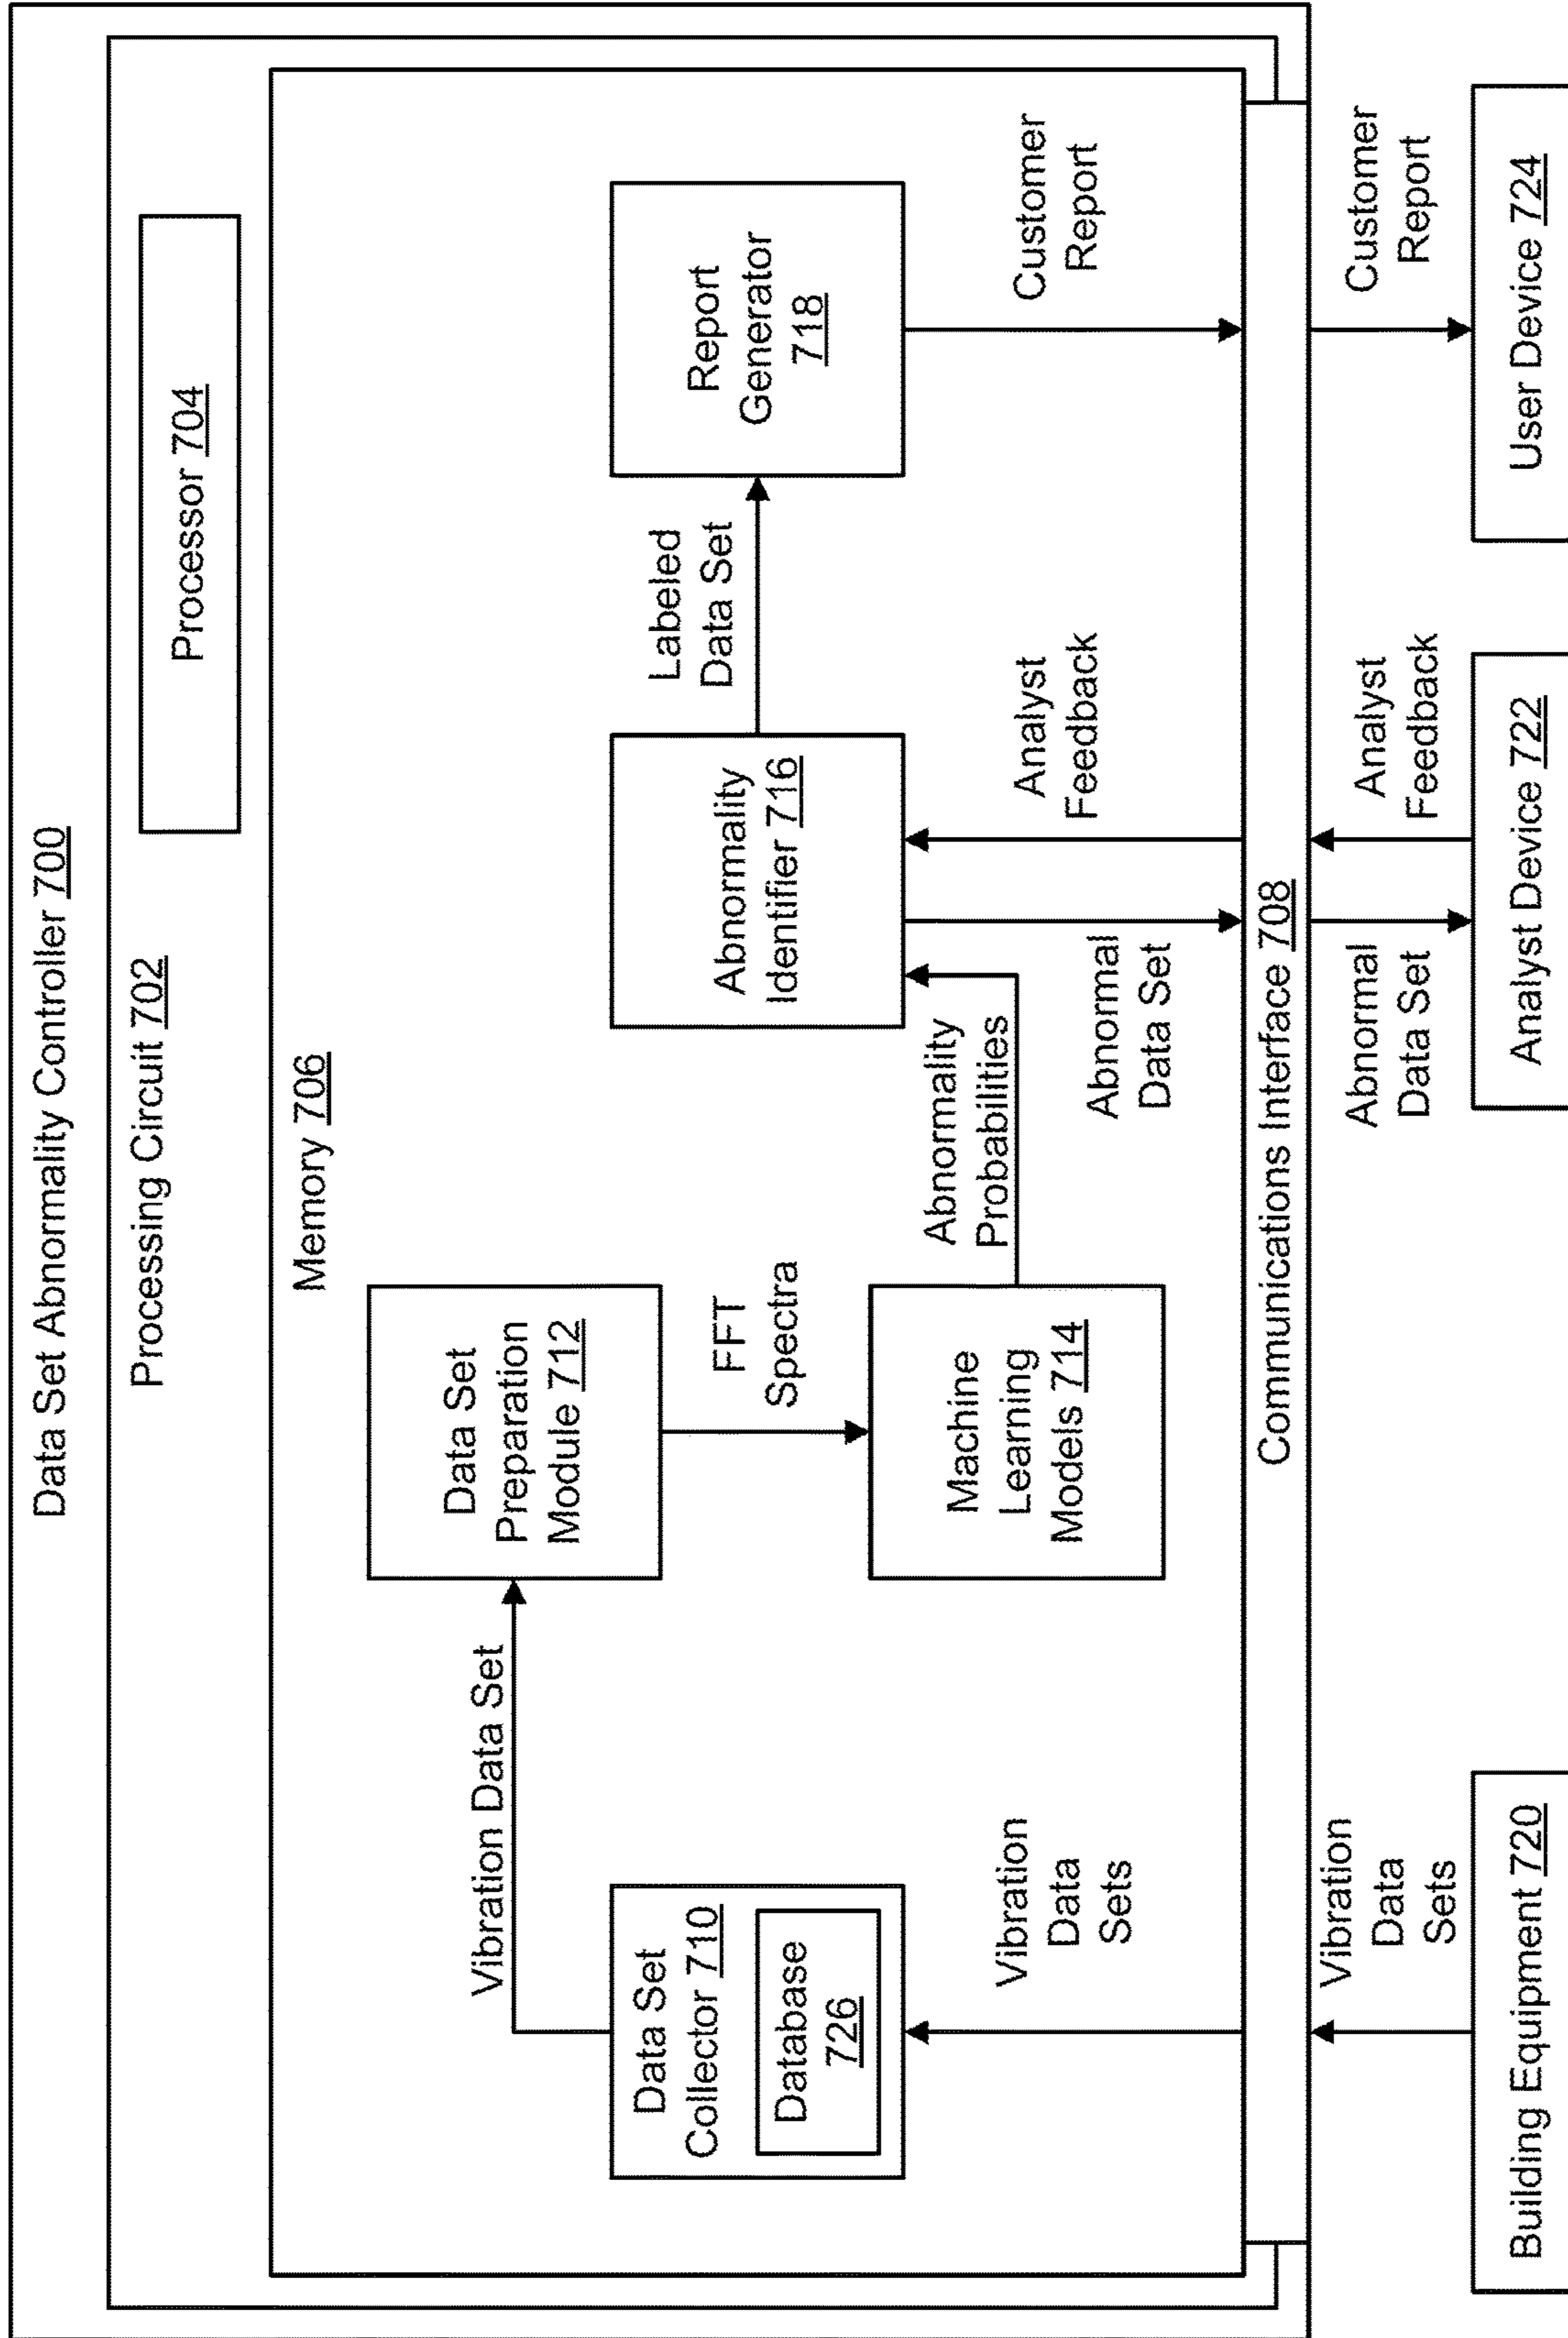 Data Set Abnormality Controller 700
Processing Circuit 702
Processor 704
Memory 706
Data Set
Collector 710
Database
726
Vibration Data Set
Data Set
Preparation
Module 712
FFT
Spectra
Machine
Learning
Models 714
Abnormality
Probabilities
Abnormality
Identifier 716
Labeled
Data Set
Report
Generator
718
Vibration
Data
Sets
Abnormal
Data Set
Analyst
Feedback
Customer
Report
Communications Interface 708
Vibration
Data
Sets
Abnormal
Data Set
Analyst
Feedback
Customer
Report
Building Equipment 720
Analyst Device 722
User Device 724